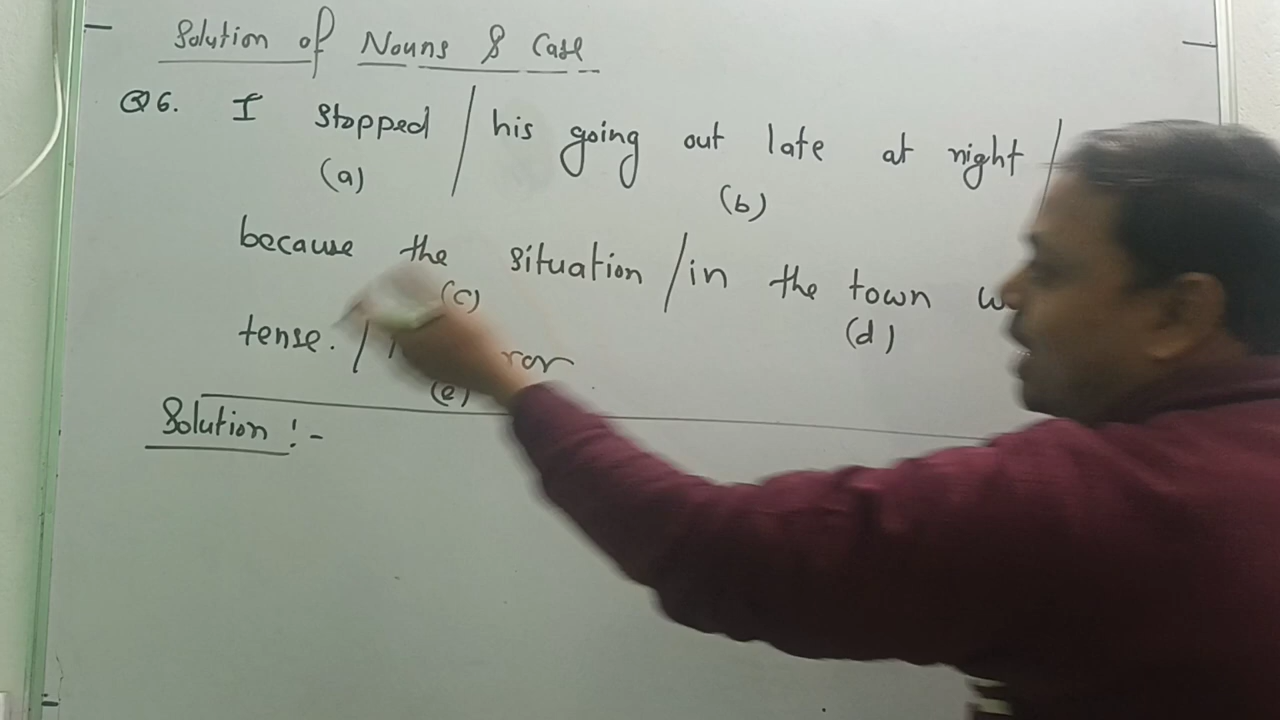 Solution of Nouns & Case
Q6. I stopped / his going out late at night /
(a) (b)
because the situation / in the town
(c) (d)
tense. /
(e)
Solution :-